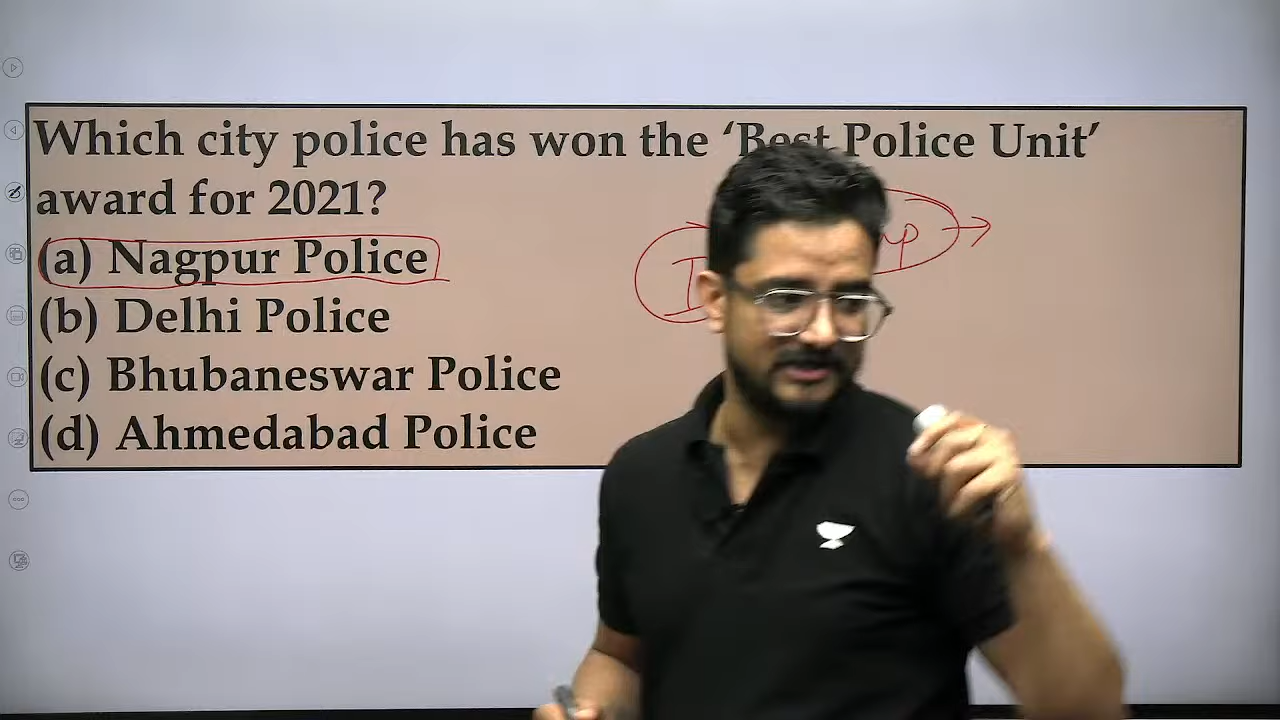 Which city police has won the ‘Best Police Unit’
award for 2021?
(a) Nagpur Police
(b) Delhi Police
(c) Bhubaneswar Police
(d) Ahmedabad Police